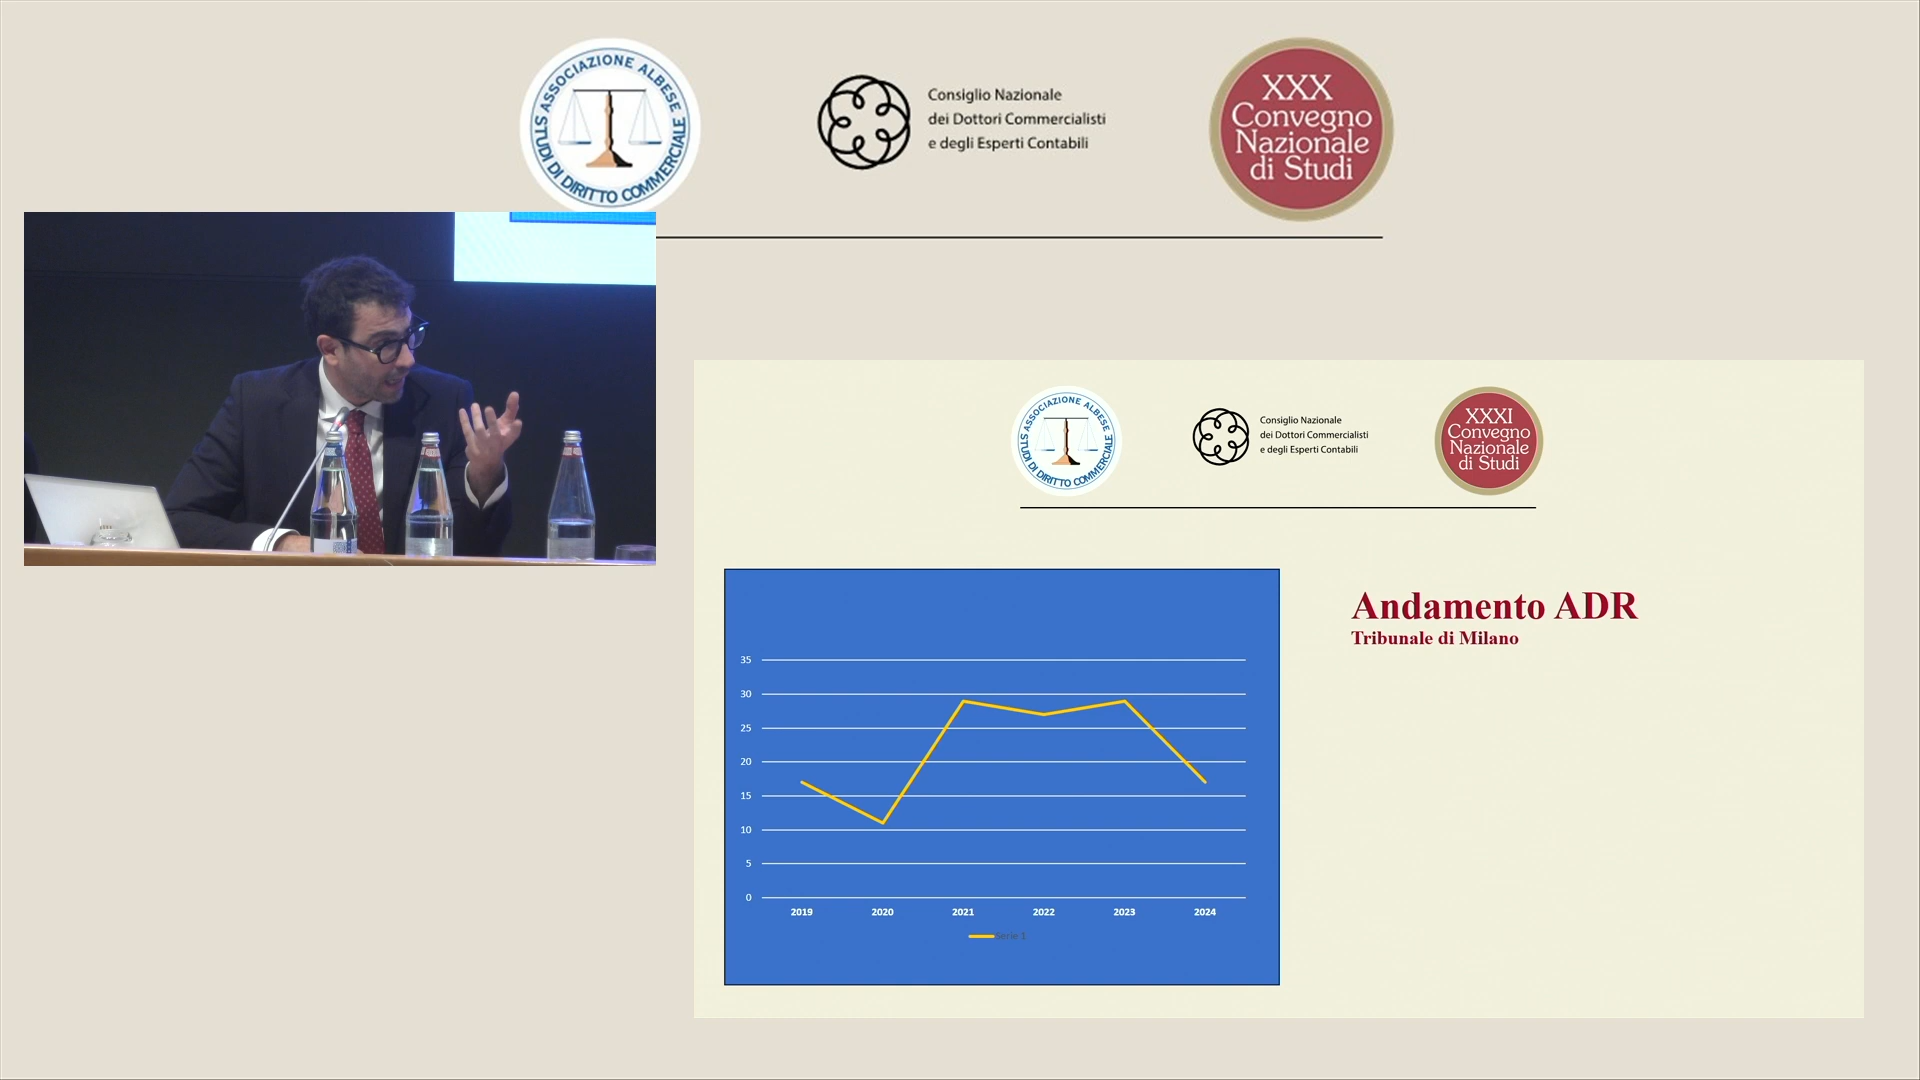 ASSOCIAZIONE ALBESE
STUDI DI DIRITTO COMMERCIALE
Consiglio Nazionale
dei Dottori Commercialisti
e degli Esperti Contabili
XXX
Convegno
Nazionale
di Studi
ASSOCIAZIONE ALBESE
STUDI DI DIRITTO COMMERCIALE
Consiglio Nazionale
dei Dottori Commercialisti
e degli Esperti Contabili
XXXI
Convegno
Nazionale
di Studi
Andamento ADR
Tribunale di Milano
35
30
25
20
15
10
5
0
2019 2020 2021 2022 2023 2024
Serie 1